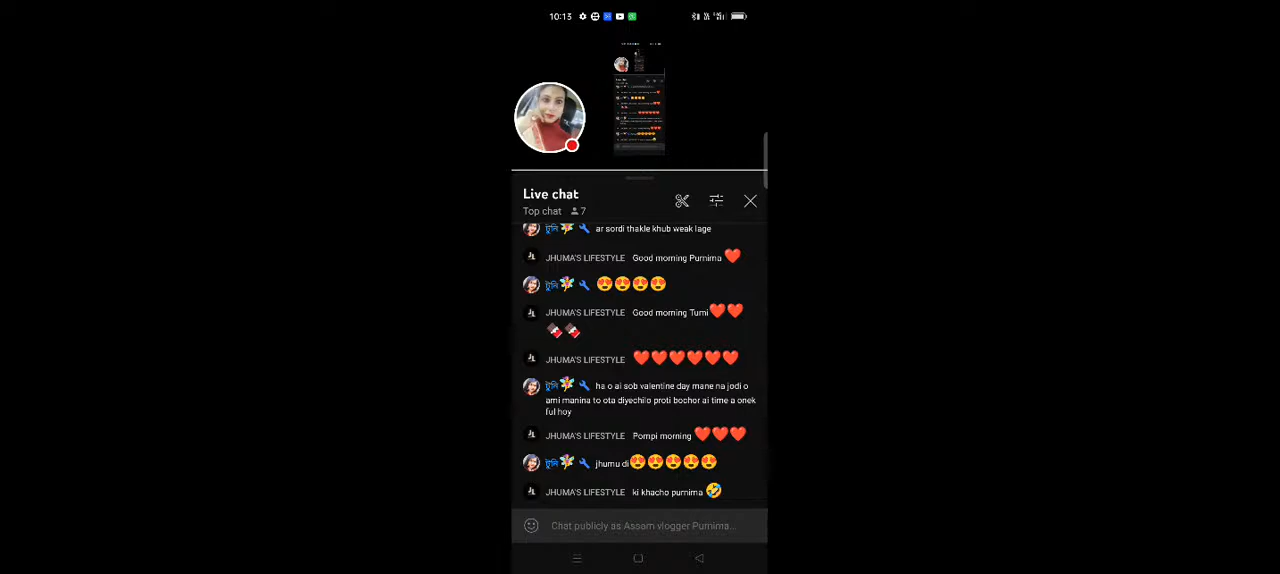 10:13
Live chat
Top chat 7
টুনি ar sordi thakle khub weak lage
JHUMA'S LIFESTYLE Good morning Purnima ❤️
টুনি 😍😍😍😍
JHUMA'S LIFESTYLE Good morning Tumi❤️❤️
🍫🍫
JHUMA'S LIFESTYLE ❤️❤️❤️❤️❤️❤️
টুনি ha o ai sob valentine day mane na jodi o
ami manina to ota diyechilo proti bochor ai time a onek
ful hoy
JHUMA'S LIFESTYLE Pompi morning ❤️❤️❤️
টুনি jhumu di😍😍😍😍😍
JHUMA'S LIFESTYLE ki khacho purnima 🤣
Chat publicly as Assam vlogger Purnima...